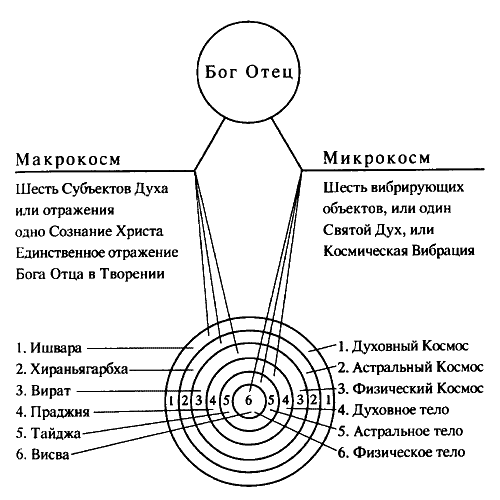 Бог Отец
Макрокосм
Шесть Субъектов Духа
или отражения
одно Сознание Христа
Единственное отражение
Бога Отца в Творении
Микрокосм
Шесть вибрирующих
объектов, или один
Святой Дух, или
Космическая Вибрация
1. Ишвара
2. Хираньягарбха
3. Вират
4. Праджня
5. Тайджа
6. Висва
1 2 3 4 5 6 5 4 3 2 1
1. Духовный Космос
2. Астральный Космос
3. Физический Космос
4. Духовное тело
5. Астральное тело
6. Физическое тело